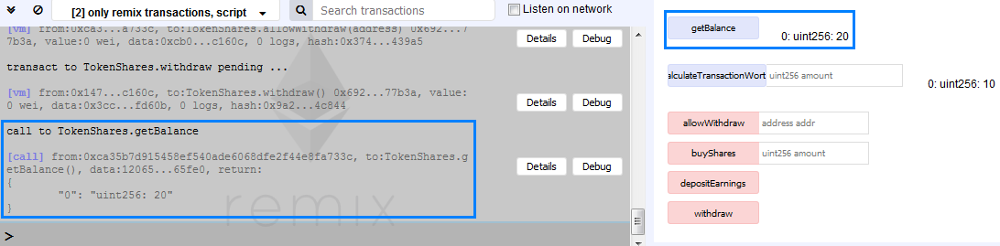 [2] only remix transactions, script
Search transactions
Listen on network
[vm] from:0xca3...a733c, to:TokenShares.allowWithdraw(address) 0x692...7
7b3a, value:0 wei, data:0xcb0...c160c, 0 logs, hash:0x374...439a5
Details
Debug
transact to TokenShares.withdraw pending ...
[vm] from:0x147...c160c, to:TokenShares.withdraw() 0x692...77b3a, value:
0 wei, data:0x3cc...fd60b, 0 logs, hash:0x9a2...4c844
Details
Debug
call to TokenShares.getBalance
[call] from:0xca35b7d915458ef540ade6068dfe2f44e8fa733c, to:TokenShares.g
etBalance(), data:12065...65fe0, return:
{
"0": "uint256: 20"
}
Details
Debug
remix
>
getBalance
0: uint256: 20
alculateTransactionWort
uint256 amount
0: uint256: 10
allowWithdraw
address addr
buyShares
uint256 amount
depositEarnings
withdraw